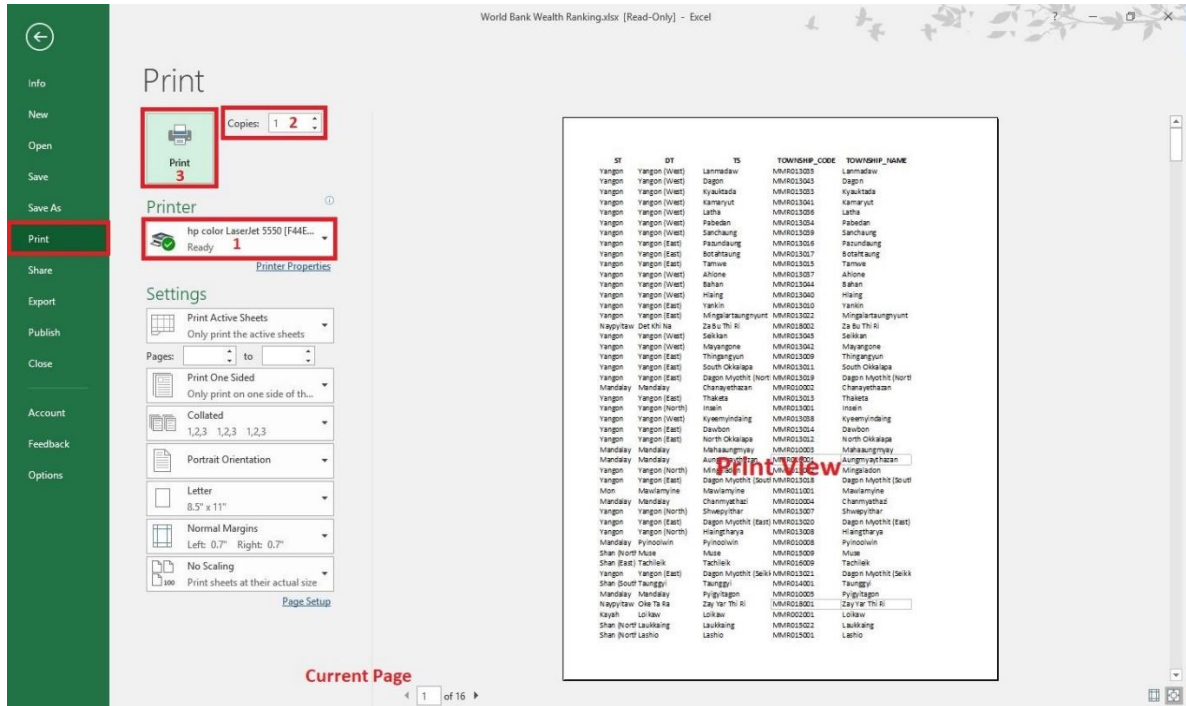 World Bank Wealth Ranking.xlsx [Read-Only] - Excel
?
Info
New
Open
Save
Save As
Print
Share
Export
Publish
Close
Account
Feedback
Options
Print
Print
3
Copies: 1 2
Printer
hp color LaserJet 5550 [F44E...
Ready 1
Printer Properties
Settings
Print Active Sheets
Only print the active sheets
Pages: to
Print One Sided
Only print on one side of th...
Collated
1,2,3 1,2,3 1,2,3
Portrait Orientation
Letter
8.5" x 11"
Normal Margins
Left: 0.7" Right: 0.7"
No Scaling
100 Print sheets at their actual size
Page Setup
ST DT TS TOWNSHIP_CODE TOWNSHIP_NAME
Yangon Yangon (West) Lanmadaw MMR013035 Lanmadaw
Yangon Yangon (West) Dagon MMR013043 Dagon
Yangon Yangon (West) Kyauktada MMR013033 Kyauktada
Yangon Yangon (West) Kamaryut MMR013041 Kamaryut
Yangon Yangon (West) Latha MMR013036 Latha
Yangon Yangon (West) Pabedan MMR013034 Pabedan
Yangon Yangon (West) Sanchaung MMR013039 Sanchaung
Yangon Yangon (East) Pazundaung MMR013016 Pazundaung
Yangon Yangon (East) Botahtaung MMR013017 Botahtaung
Yangon Yangon (East) Tamwe MMR013015 Tamwe
Yangon Yangon (West) Ahlone MMR013037 Ahlone
Yangon Yangon (West) Bahan MMR013044 Bahan
Yangon Yangon (West) Hlaing MMR013040 Hlaing
Yangon Yangon (East) Yankin MMR013010 Yankin
Yangon Yangon (East) Mingalartaungnyunt MMR013022 Mingalartaungnyunt
Naypyitaw Det Khi Na Za Bu Thi Ri MMR018002 Za Bu Thi Ri
Yangon Yangon (West) Seikkan MMR013045 Seikkan
Yangon Yangon (West) Mayangone MMR013042 Mayangone
Yangon Yangon (East) Thingangyun MMR013009 Thingangyun
Yangon Yangon (East) South Okkalapa MMR013011 South Okkalapa
Yangon Yangon (East) Dagon Myothit (Nort MMR013019 Dagon Myothit (Nortl
Mandalay Mandalay Chanayethazan MMR010002 Chanayethazan
Yangon Yangon (East) Thaketa MMR013013 Thaketa
Yangon Yangon (North) Insein MMR013001 Insein
Yangon Yangon (West) Kyeemyindaing MMR013038 Kyeemyindaing
Yangon Yangon (East) Dawbon MMR013014 Dawbon
Yangon Yangon (East) North Okkalapa MMR013012 North Okkalapa
Mandalay Mandalay Mahaaungmyay MMR010003 Mahaaungmyay
Mandalay Mandalay Aungmyaythazan Aungmyaythazan
Yangon Yangon (North) Mingaladon
Print View
Yangon Yangon (East) Dagon Myothit (Soutl MMR013018 Dagon Myothit (Soutl
Mon Mawlamyine Mawlamyine MMR011001 Mawlamyine
Mandalay Mandalay Chanmyathazi MMR010004 Chanmyathazi
Yangon Yangon (North) Shwepyithar MMR013007 Shwepyithar
Yangon Yangon (East) Dagon Myothit (East) MMR013020 Dagon Myothit (East)
Yangon Yangon (North) Hlaingtharya MMR013008 Hlaingtharya
Mandalay Pyinoolwin Pyinoolwin MMR010008 Pyinoolwin
Shan (Nort Muse Muse MMR015009 Muse
Shan (East) Tachileik Tachileik MMR016009 Tachileik
Yangon Yangon (East) Dagon Myothit (Seikk MMR013021 Dagon Myothit (Seikk
Shan (Sout Taunggyi Taunggyi MMR014001 Taunggyi
Mandalay Mandalay Pyigyitagon MMR010005 Pyigyitagon
Naypyitaw Oke Ta Ra Zay Yar Thi Ri MMR018001 Zay Yar Thi Ri
Kayah Loikaw Loikaw MMR002001 Loikaw
Shan (Nort Laukkaing Laukkaing MMR015022 Laukkaing
Shan (Nort Lashio Lashio MMR015001 Lashio
Current Page
1 of 16